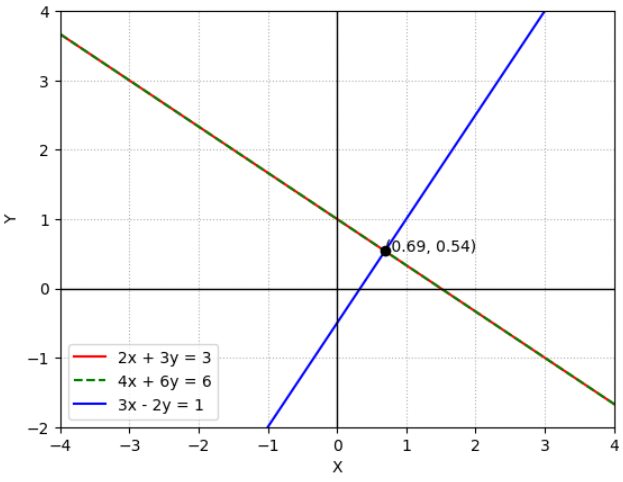 4
3
2
1
0
−1
−2
Y
(0.69, 0.54)
2x + 3y = 3
4x + 6y = 6
3x - 2y = 1
−4 −3 −2 −1 0 1 2 3 4
X